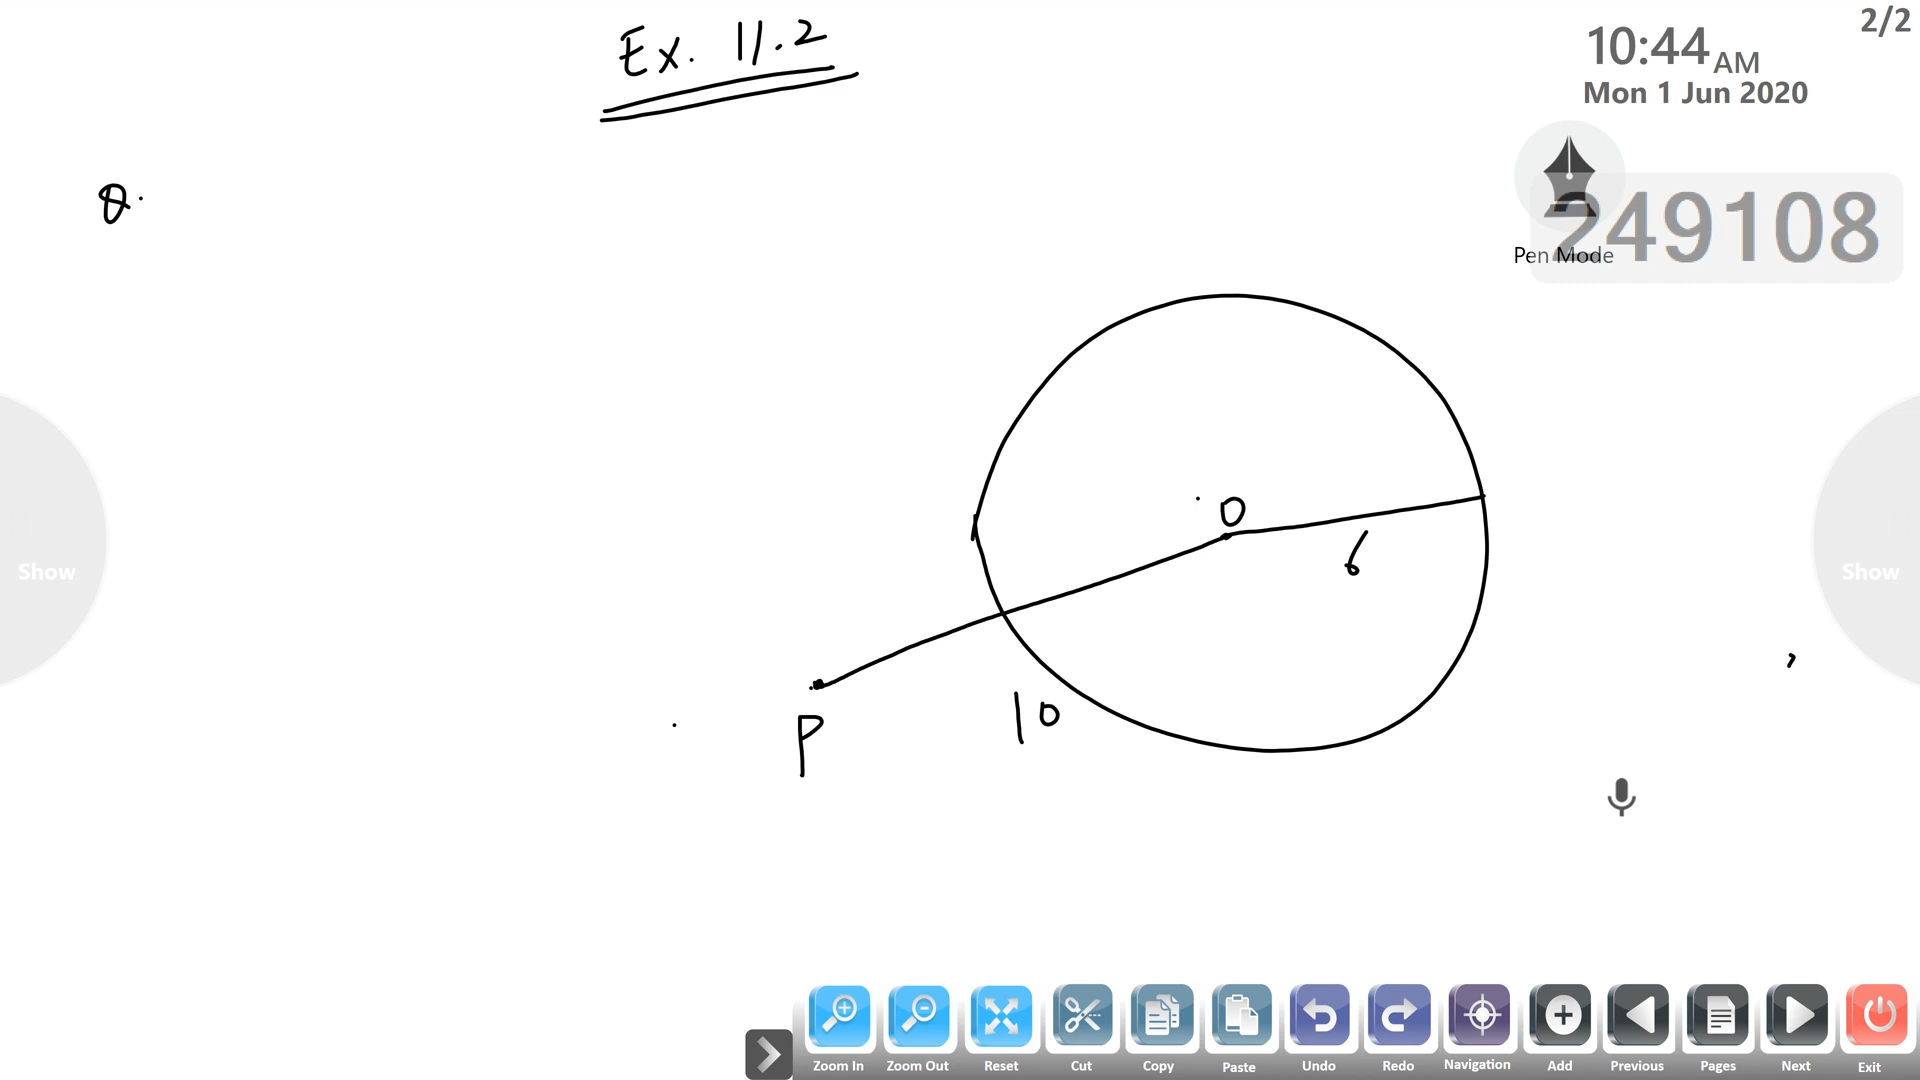 Ex. 11.2
2/2
10:44 AM
Mon 1 Jun 2020
Q.
249108
Pen Mode
O
6
Show
Show
P
10
Zoom In
Zoom Out
Reset
Cut
Copy
Paste
Undo
Redo
Navigation
Add
Previous
Pages
Next
Exit